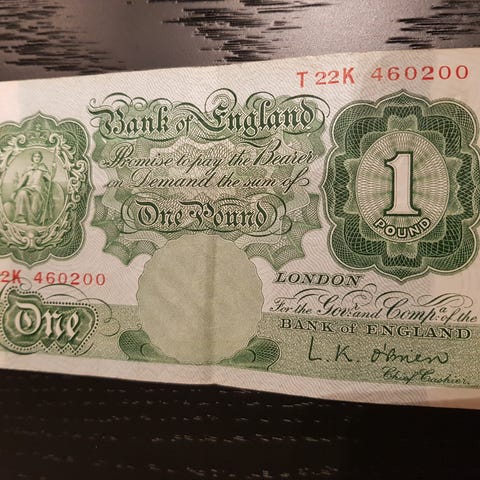 T 22K 460200
Bank of England
Promise to pay the Bearer
on Demand the sum of
One Pound
1
POUND
2K 460200
LONDON
For the Govr. and Compa. of the
BANK OF ENGLAND
One
L.K. O'Brien
Chief Cashier.